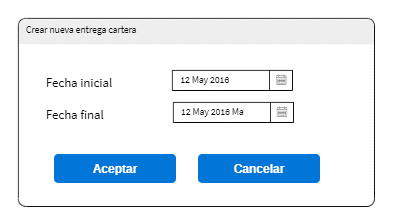 Crear nueva entrega cartera
Fecha inicial 12 May 2016
Fecha final 12 May 2016 Ma
Aceptar Cancelar